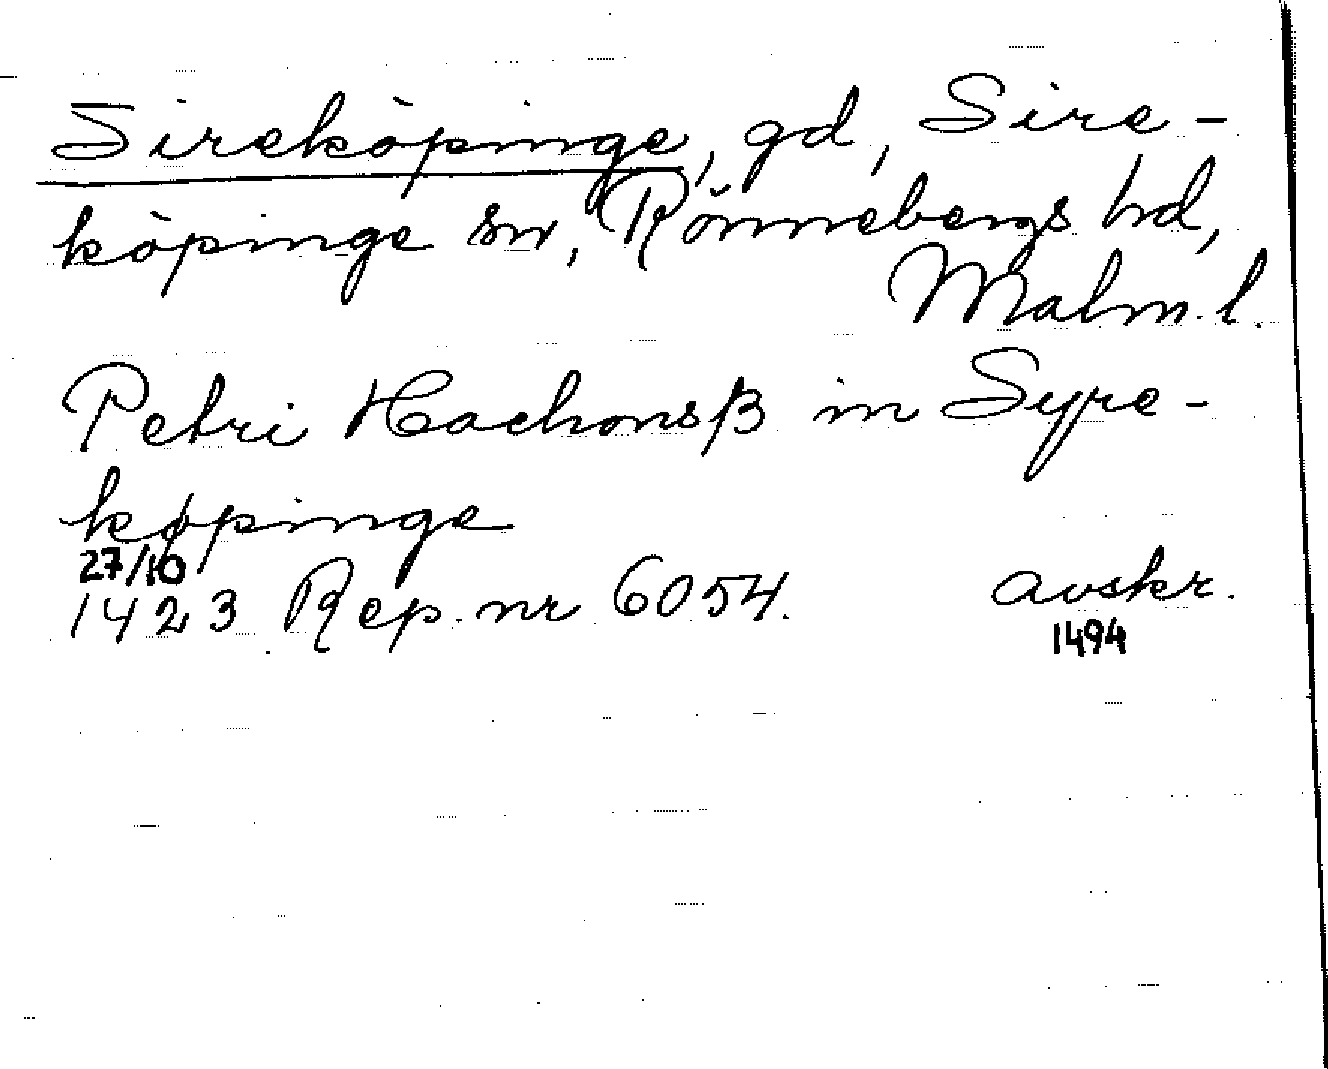 Sireköpinge, gd, Sire-
köpinge sn, Rönnebergs hd,
Malm. l.
Petri Hachonsß in Syre-
køpinge
27/10
1423 Rep. nr 6054. avskr.
1494